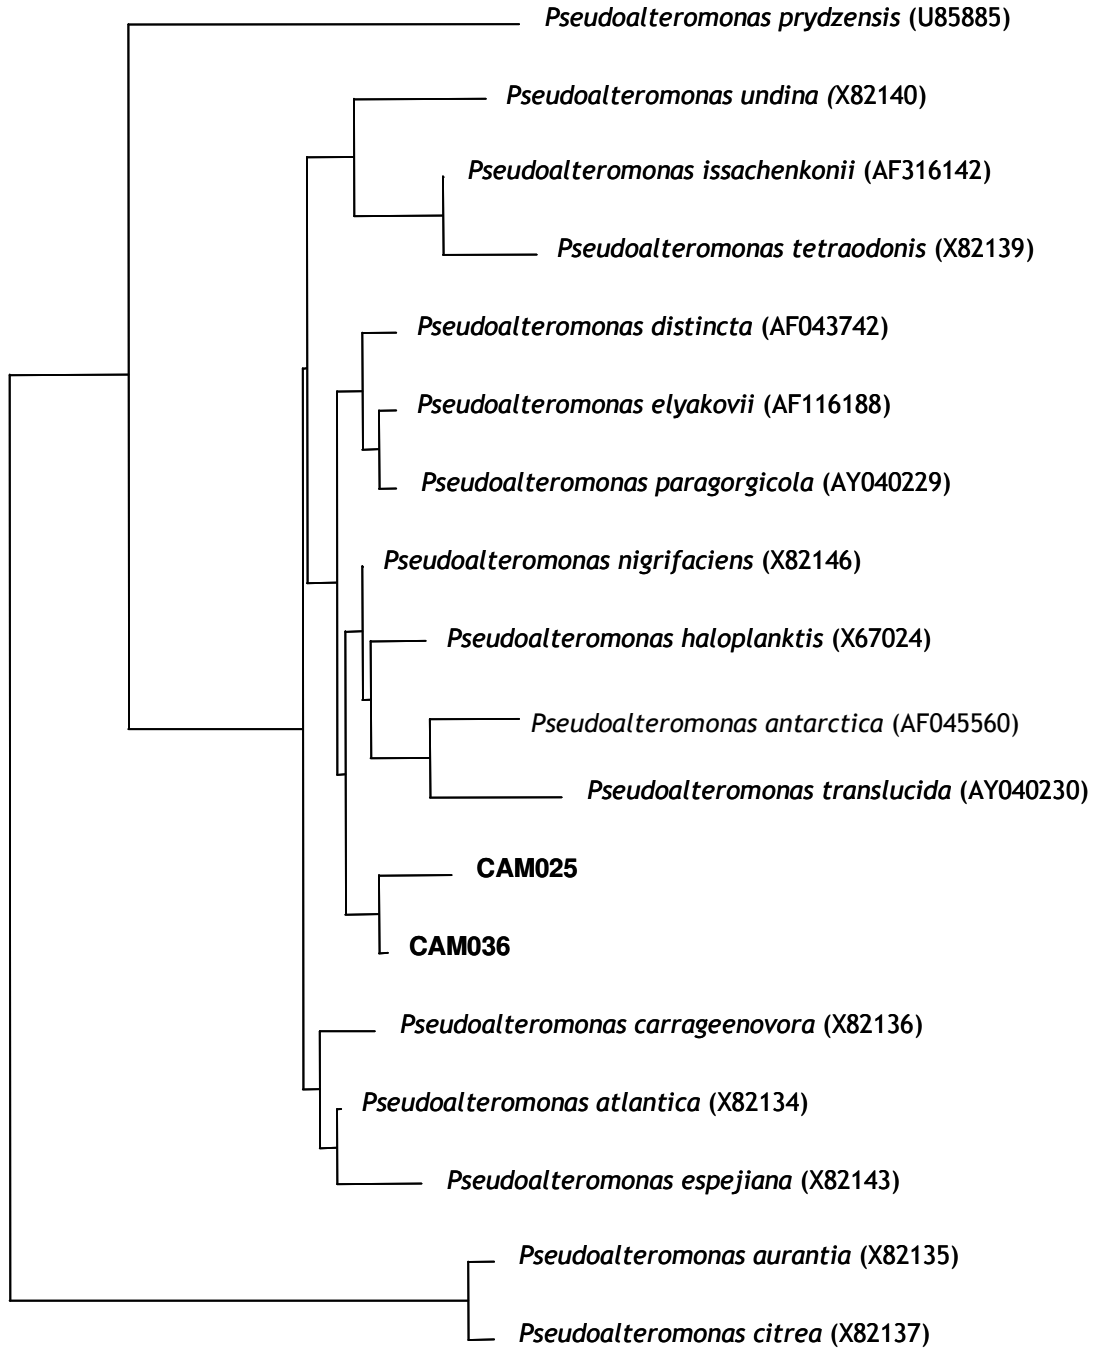 Pseudoalteromonas prydzensis (U85885)
Pseudoalteromonas undina (X82140)
Pseudoalteromonas issachenkonii (AF316142)
Pseudoalteromonas tetraodonis (X82139)
Pseudoalteromonas distincta (AF043742)
Pseudoalteromonas elyakovii (AF116188)
Pseudoalteromonas paragorgicola (AY040229)
Pseudoalteromonas nigrifaciens (X82146)
Pseudoalteromonas haloplanktis (X67024)
Pseudoalteromonas antarctica (AF045560)
Pseudoalteromonas translucida (AY040230)
CAM025
CAM036
Pseudoalteromonas carrageenovora (X82136)
Pseudoalteromonas atlantica (X82134)
Pseudoalteromonas espejiana (X82143)
Pseudoalteromonas aurantia (X82135)
Pseudoalteromonas citrea (X82137)